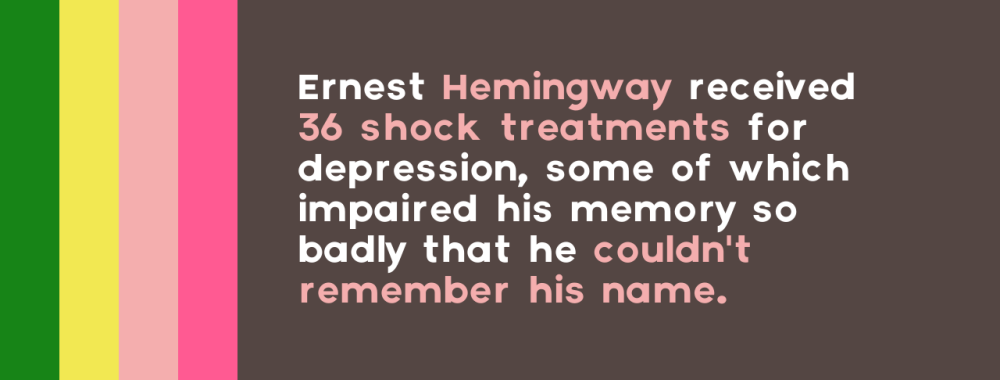 Ernest Hemingway received
36 shock treatments for
depression, some of which
impaired his memory so
badly that he couldn't
remember his name.